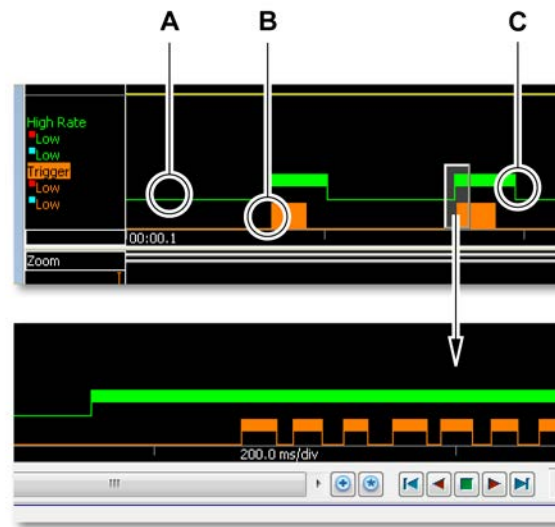 A B C
High Rate
Low
Low
Trigger
Low
Low
00:00.1
Zoom
200.0 ms/div